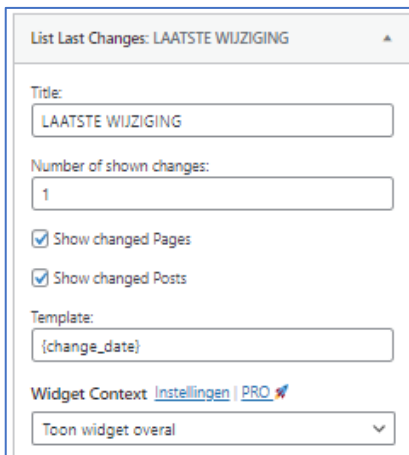 List Last Changes: LAATSTE WIJZIGING
Title:
LAATSTE WIJZIGING
Number of shown changes:
1
Show changed Pages
Show changed Posts
Template:
{change_date}
Widget Context Instellingen | PRO 🚀
Toon widget overal